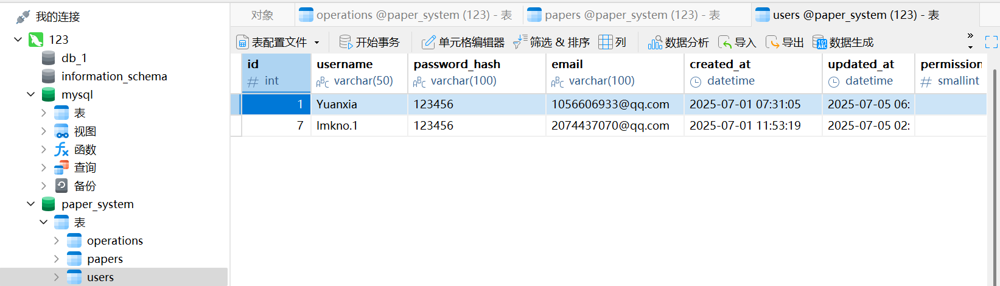 我的连接
123
db_1
information_schema
mysql
表
视图
函数
查询
备份
paper_system
表
operations
papers
users
对象 operations @paper_system (123) - 表 papers @paper_system (123) - 表 users @paper_system (123) - 表
表配置文件 开始事务 单元格编辑器 筛选 & 排序 列 数据分析 导入 导出 数据生成 »
id username password_hash email created_at updated_at permission
# int varchar(50) varchar(100) varchar(100) datetime datetime # smallint
1 Yuanxia 123456 1056606933@qq.com 2025-07-01 07:31:05 2025-07-05 06:
7 lmkno.1 123456 2074437070@qq.com 2025-07-01 11:53:19 2025-07-05 02: